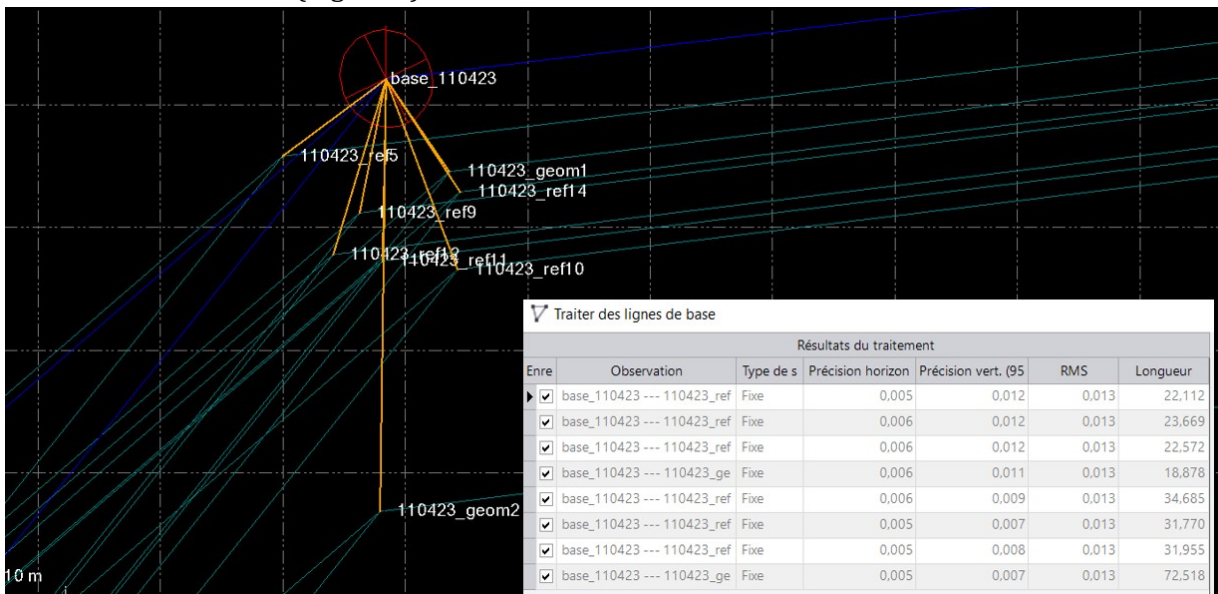 base_110423
110423_ref5
110423_geom1
110423_ref14
110423_ref9
110423_ref12
110423_ref11
110423_ref10
110423_geom2
10 m
Traiter des lignes de base
Résultats du traitement
Enre Observation Type de s Précision horizon Précision vert. (95 RMS Longueur
base_110423 --- 110423_ref Fixe 0,005 0,012 0,013 22,112
base_110423 --- 110423_ref Fixe 0,006 0,012 0,013 23,669
base_110423 --- 110423_ref Fixe 0,006 0,012 0,013 22,572
base_110423 --- 110423_ge Fixe 0,006 0,011 0,013 18,878
base_110423 --- 110423_ref Fixe 0,006 0,009 0,013 34,685
base_110423 --- 110423_ref Fixe 0,005 0,007 0,013 31,770
base_110423 --- 110423_ref Fixe 0,005 0,008 0,013 31,955
base_110423 --- 110423_ge Fixe 0,005 0,007 0,013 72,518